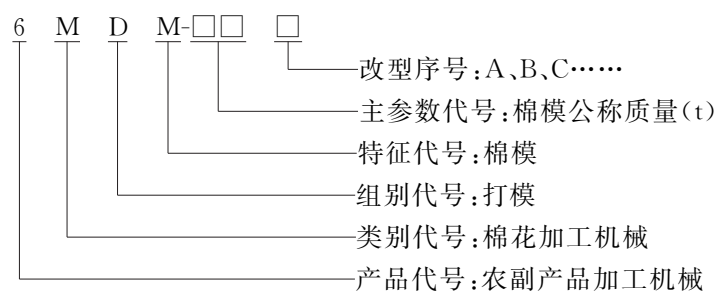 6 M D M-□□ □
改型序号:A、B、C……
主参数代号:棉模公称质量(t)
特征代号:棉模
组别代号:打模
类别代号:棉花加工机械
产品代号:农副产品加工机械